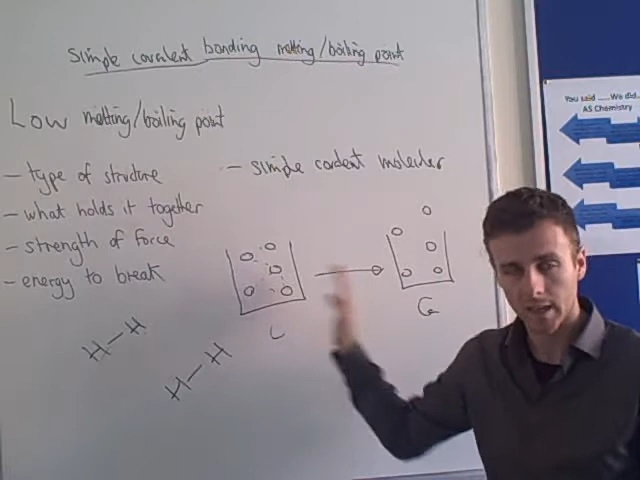 Simple covalent bonding melting/boiling point
Low melting/boiling point
- type of structure
- simple covalent molecular
- what holds it together
- strength of force
- energy to break
L
G
H-H
H-H
You said ..... We did..
AS Chemistry